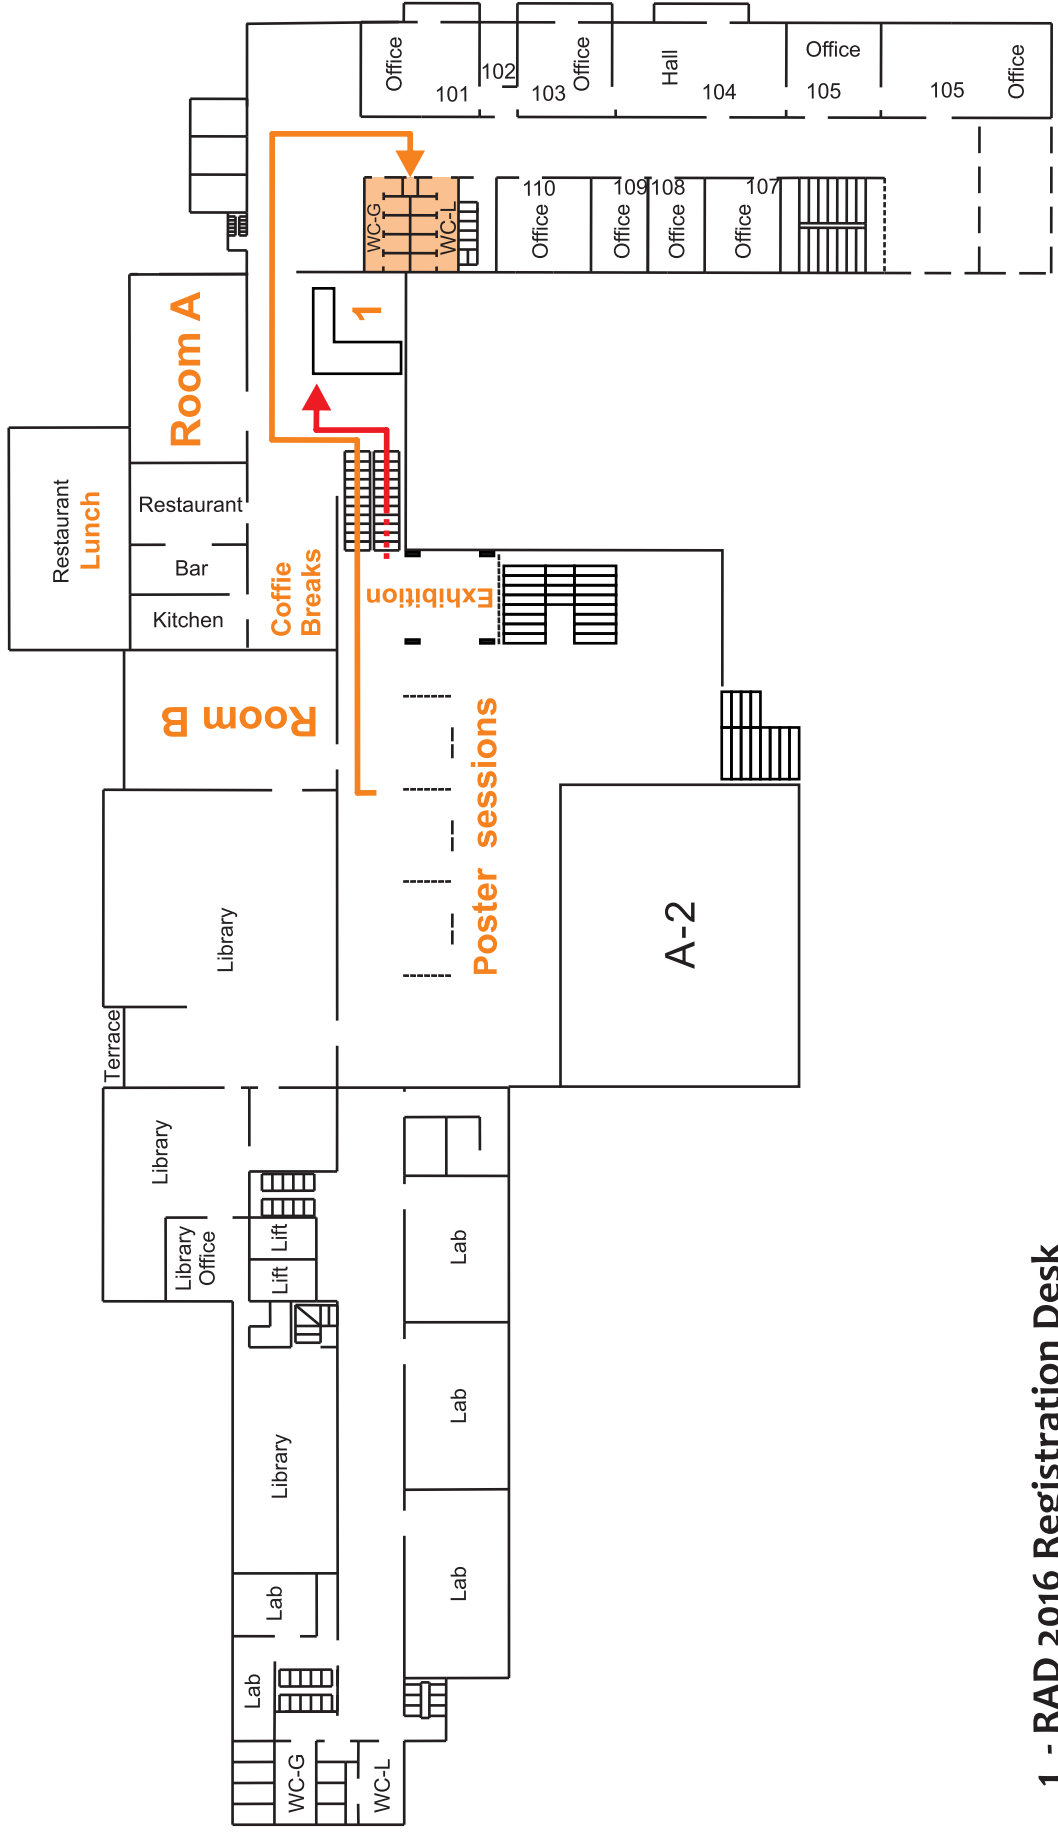 Office
102
101
Office
103
Hall
104
Office
105
105
Office
WC-G
WC-L
110
Office
109
Office
108
Office
107
Office
1
Room A
Restaurant
Lunch
Restaurant
Bar
Kitchen
Coffie
Breaks
Exhibition
Room B
Poster sessions
Library
A-2
Terrace
Library
Library
Office
Lift
Lift
Lab
Lab
Library
Lab
Lab
Lab
WC-G
WC-L
1 - RAD 2016 Registration Desk